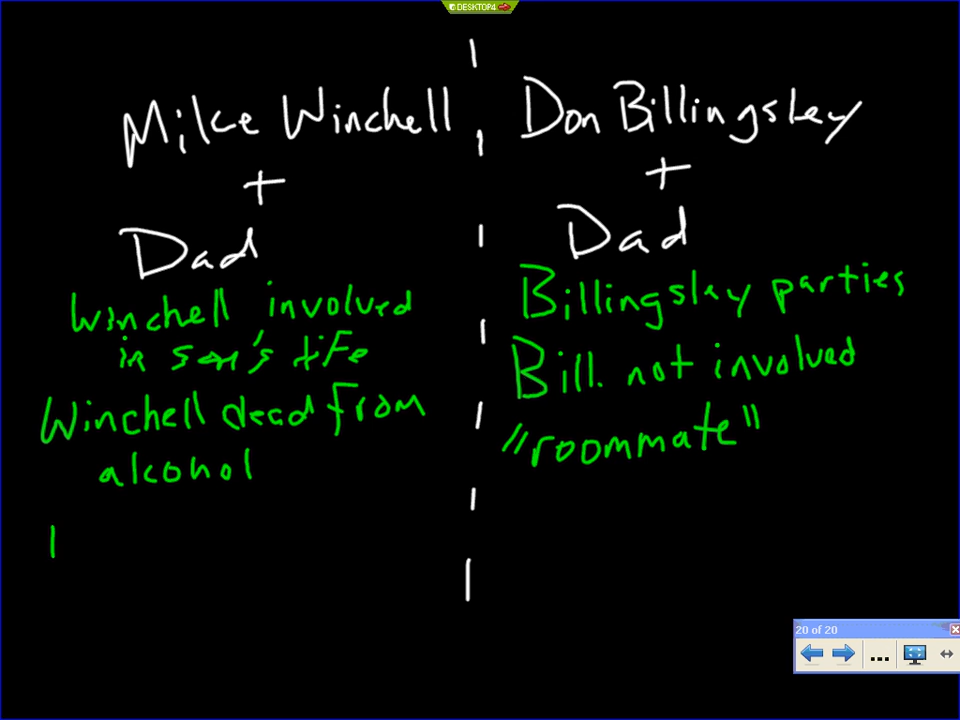 DESKTOP4
Mike Winchell
+
Dad
Winchell involved
in son's life
Winchell dead from
alcohol
Don Billingsley
+
Dad
Billingsley parties
Bill. not involved
"roommate"
20 of 20
...